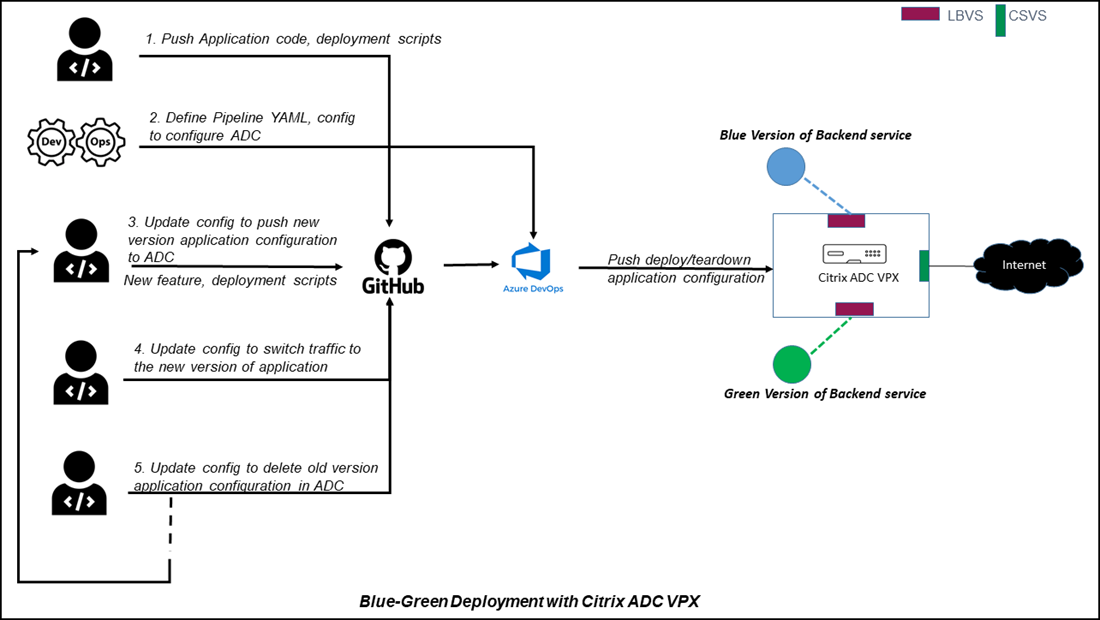 LBVS
CSVS
1. Push Application code, deployment scripts
</>
Dev
Ops
2. Define Pipeline YAML, config
to configure ADC
Blue Version of Backend service
3. Update config to push new
version application configuration
to ADC
</>
New feature, deployment scripts
GitHub
Azure DevOps
Push deploy/teardown
application configuration
Citrix ADC VPX
Internet
4. Update config to switch traffic to
the new version of application
</>
Green Version of Backend service
5. Update config to delete old version
application configuration in ADC
</>
Blue-Green Deployment with Citrix ADC VPX